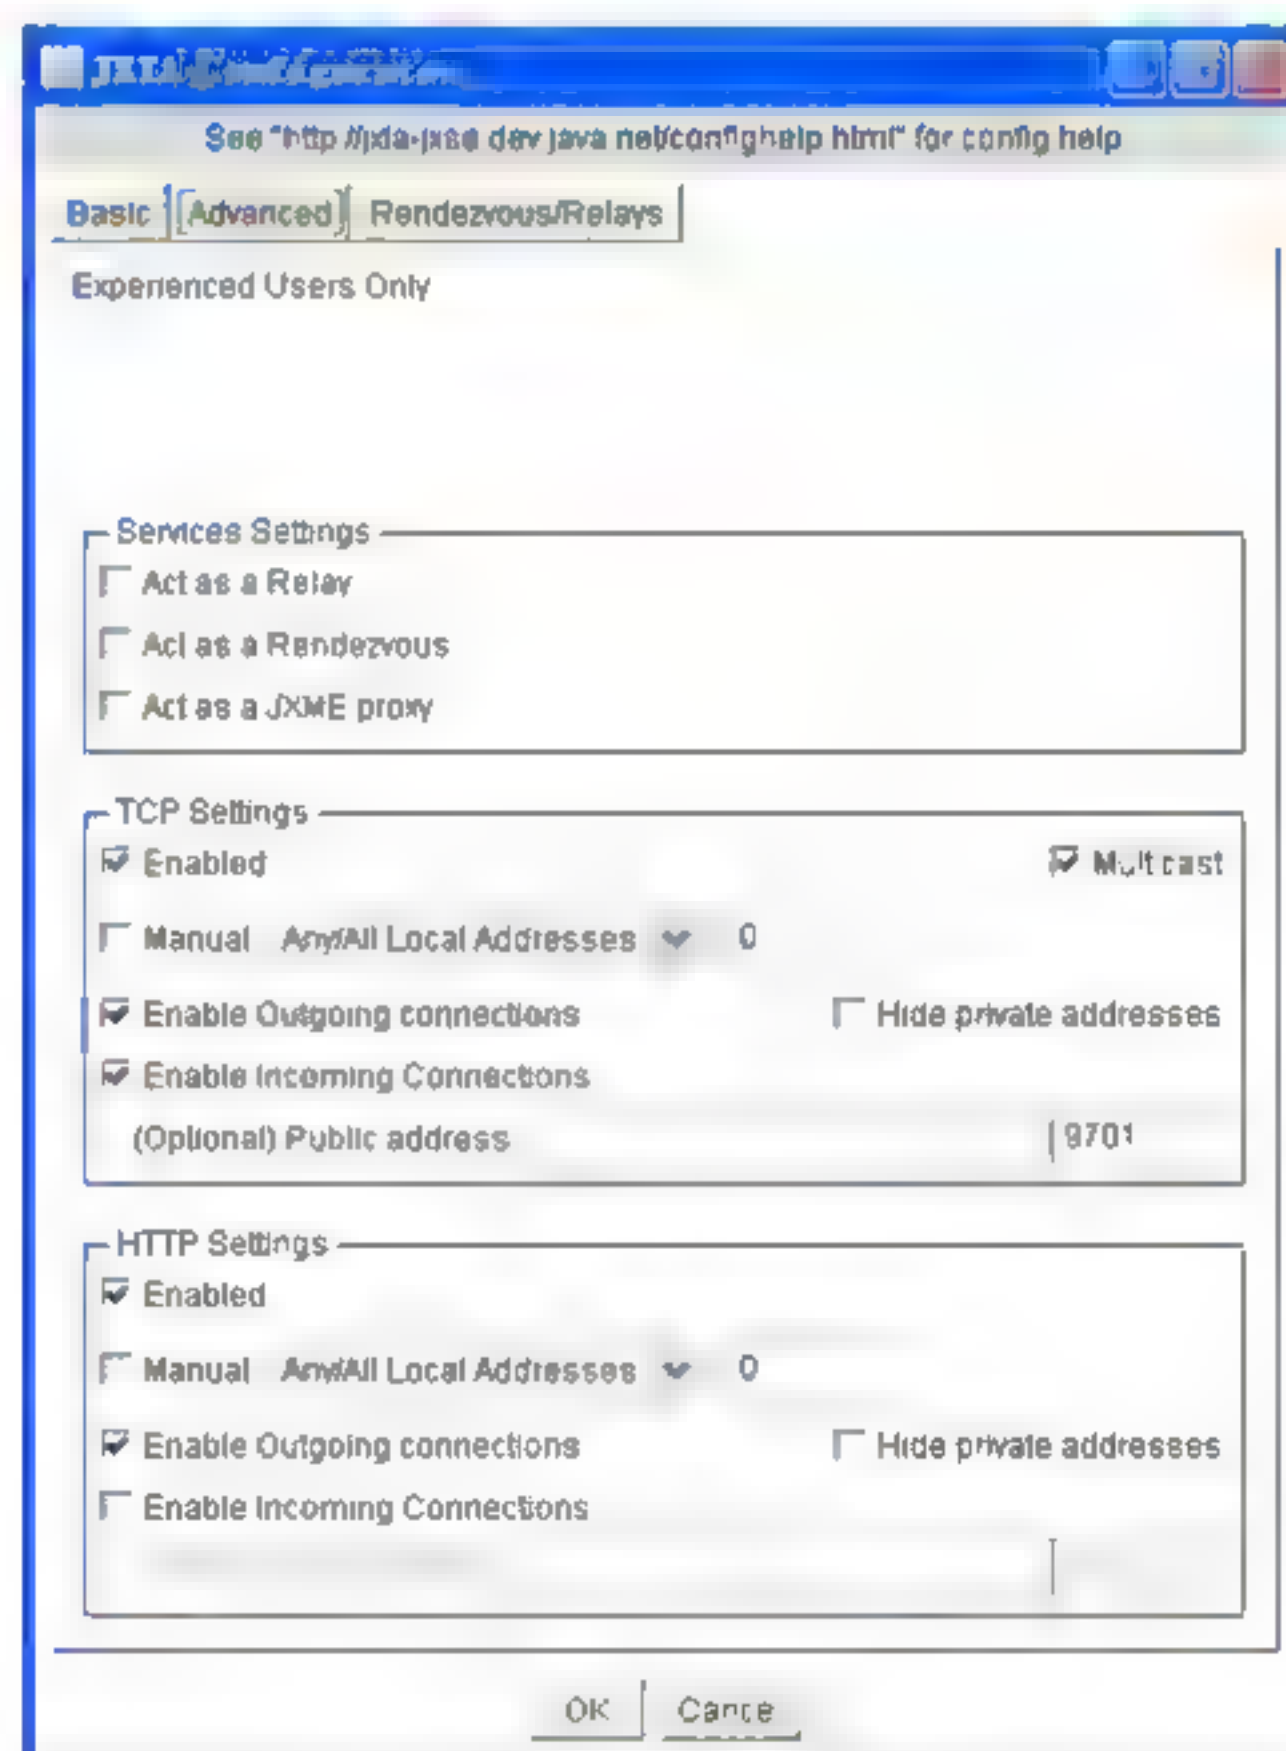 JXTA Configurator
See "http://jxta-jxse.dev.java.net/confighelp.html" for config help
Basic Advanced Rendezvous/Relays
Experienced Users Only
Services Settings
Act as a Relay
Act as a Rendezvous
Act as a JXME proxy
TCP Settings
Enabled Multicast
Manual Any/All Local Addresses 0
Enable Outgoing connections Hide private addresses
Enable Incoming Connections
(Optional) Public address 9701
HTTP Settings
Enabled
Manual Any/All Local Addresses 0
Enable Outgoing connections Hide private addresses
Enable Incoming Connections
OK Cancel